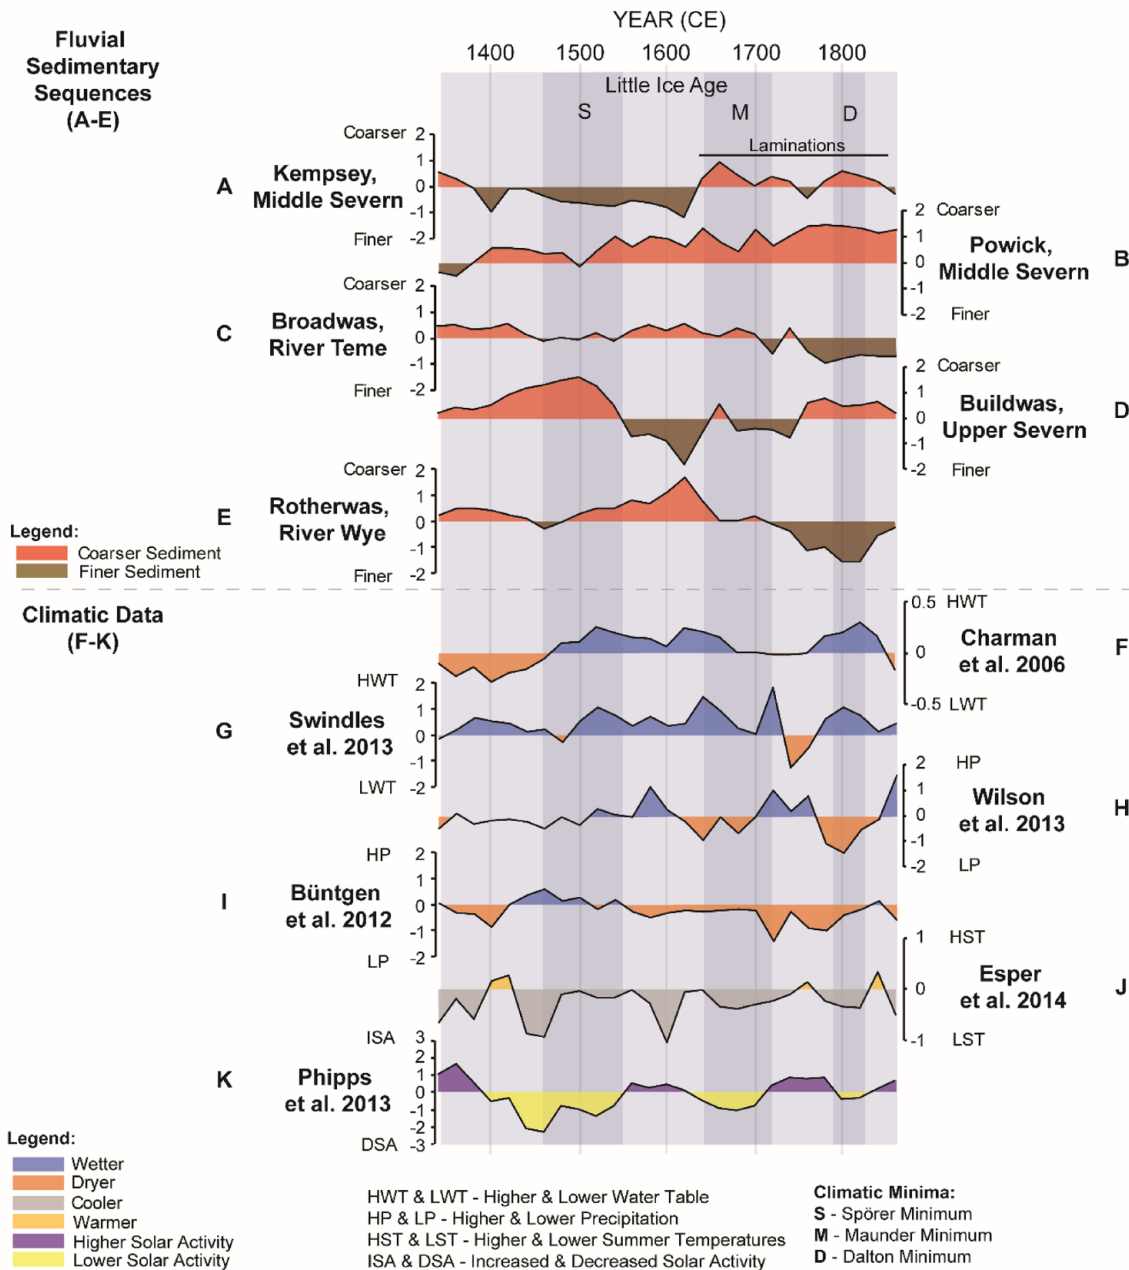 YEAR (CE)
Fluvial
Sedimentary
Sequences
(A-E)
1400 1500 1600 1700 1800
Little Ice Age
S M D
Laminations
Coarser 2
1
0
-1
Finer -2
A Kempsey,
Middle Severn
2 Coarser
1
0
-1
-2 Finer
Powick, B
Middle Severn
Coarser 2
1
0
-1
Finer -2
C Broadwas,
River Teme
2 Coarser
1
0
-1
-2 Finer
Buildwas, D
Upper Severn
Coarser 2
1
0
-1
Finer -2
E Rotherwas,
River Wye
Legend:
Coarser Sediment
Finer Sediment
Climatic Data
(F-K)
0.5 HWT
0
-0.5 LWT
Charman F
et al. 2006
HWT 2
1
0
-1
LWT -2
G Swindles
et al. 2013
HP
2
1
0
-1
-2 LP
Wilson H
et al. 2013
HP 2
1
0
-1
LP -2
I Büntgen
et al. 2012
1 HST
0
-1 LST
Esper J
et al. 2014
ISA 3
2
1
0
-1
-2
DSA -3
K Phipps
et al. 2013
Legend:
Wetter
Dryer
Cooler
Warmer
Higher Solar Activity
Lower Solar Activity
HWT & LWT - Higher & Lower Water Table
HP & LP - Higher & Lower Precipitation
HST & LST - Higher & Lower Summer Temperatures
ISA & DSA - Increased & Decreased Solar Activity
Climatic Minima:
S - Spörer Minimum
M - Maunder Minimum
D - Dalton Minimum